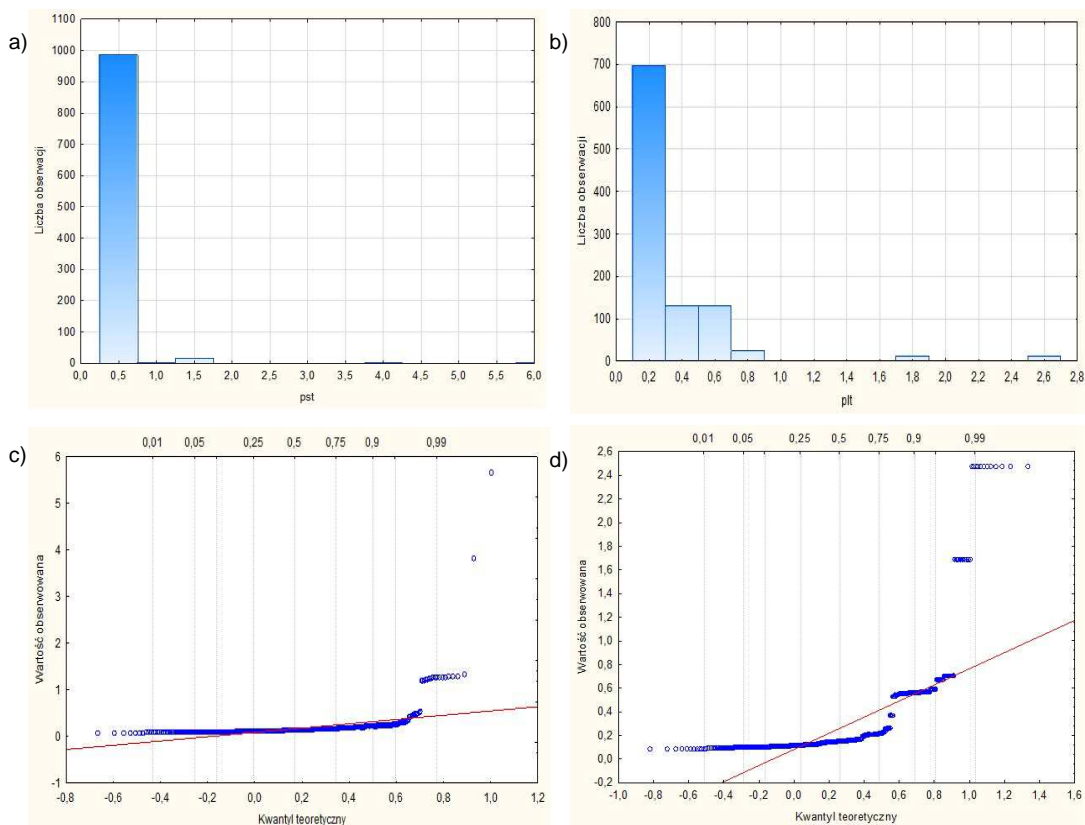 a)
1100
1000
900
800
700
600
500
400
300
200
100
0
Liczba obserwacji
0,0 0,5 1,0 1,5 2,0 2,5 3,0 3,5 4,0 4,5 5,0 5,5 6,0
pst
b)
800
700
600
500
400
300
200
100
0
Liczba obserwacji
0,0 0,2 0,4 0,6 0,8 1,0 1,2 1,4 1,6 1,8 2,0 2,2 2,4 2,6 2,8
plt
c)
0,01 0,05 0,25 0,5 0,75 0,9 0,99
6
5
4
3
2
1
0
-1
Wartość obserwowana
-0,8 -0,6 -0,4 -0,2 0,0 0,2 0,4 0,6 0,8 1,0 1,2
Kwantyl teoretyczny
d)
0,01 0,05 0,25 0,5 0,75 0,9 0,99
2,6
2,4
2,2
2,0
1,8
1,6
1,4
1,2
1,0
0,8
0,6
0,4
0,2
0,0
-0,2
Wartość obserwowana
-1,0 -0,8 -0,6 -0,4 -0,2 0,0 0,2 0,4 0,6 0,8 1,0 1,2 1,4 1,6
Kwantyl teoretyczny